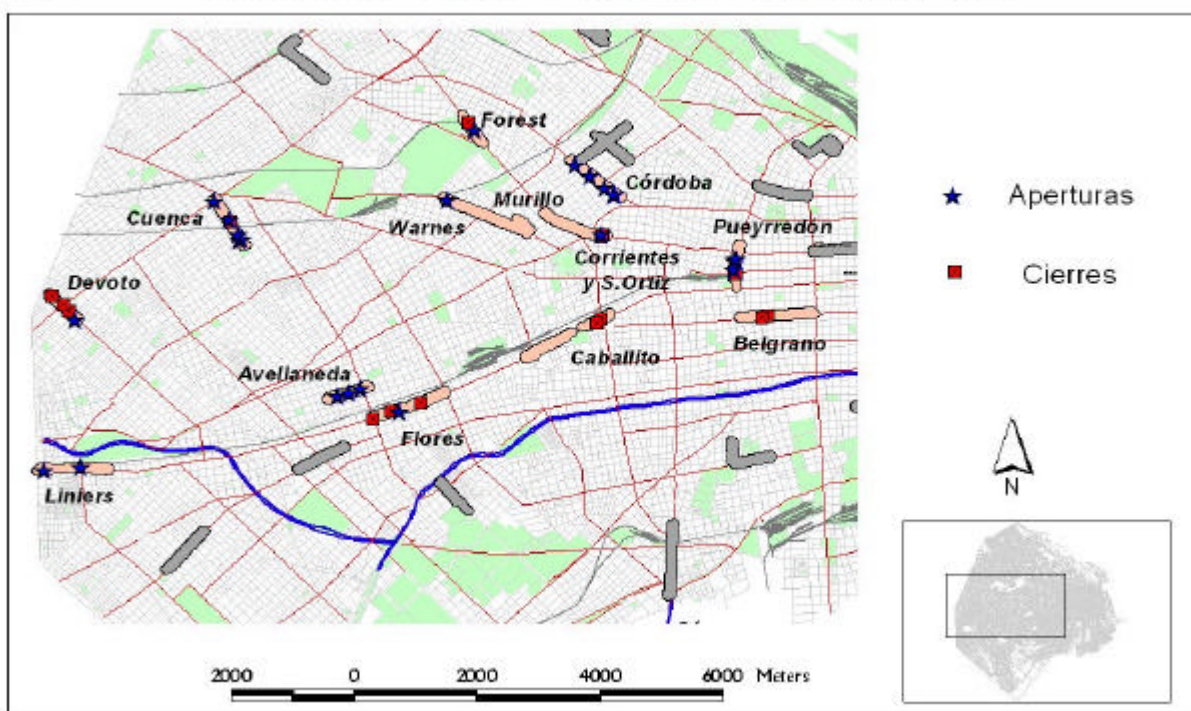 Forest
Córdoba
Murillo
Cuenca
Warnes
Pueyrredón
Corrientes
y S.Ortiz
Devoto
Belgrano
Caballito
Avellaneda
Flores
Liniers
Aperturas
Cierres
N
2000 0 2000 4000 6000 Meters